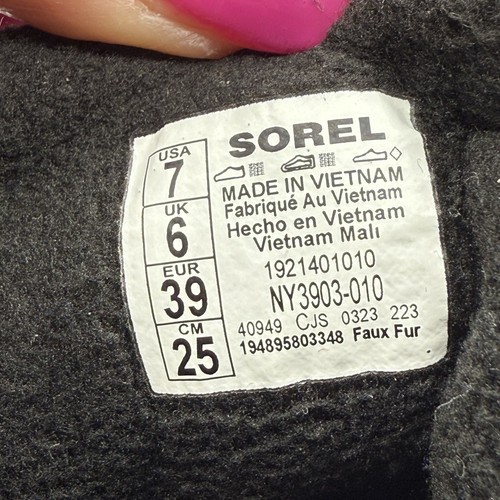 SOREL
USA
7
UK
6
EUR
39
CM
25
MADE IN VIETNAM
Fabriqué Au Vietnam
Hecho en Vietnam
Vietnam Malı
1921401010
NY3903-010
40949 CJS 0323 223
194895803348 Faux Fur